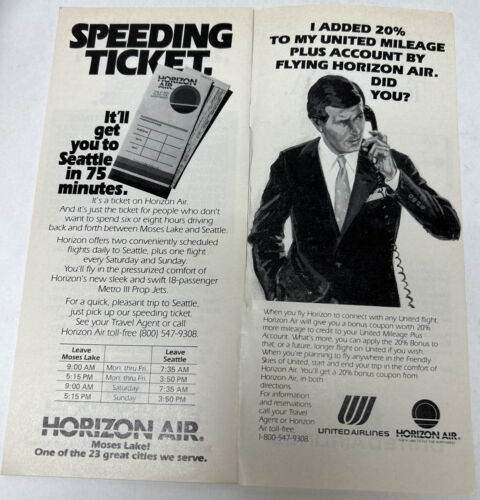 SPEEDING
TICKET.
HORIZON
AIR
It'll
get
you to
Seattle
in 75
minutes.
It's a ticket on Horizon Air.
And it's just the ticket for people who don't
want to spend six or eight hours driving
back and forth between Moses Lake and Seattle.
Horizon offers two conveniently scheduled
flights daily to Seattle, plus one flight
every Saturday and Sunday.
You'll fly in the pressurized comfort of
Horizon's new sleek and swift 18-passenger
Metro III Prop Jets.
For a quick, pleasant trip to Seattle,
just pick up our speeding ticket.
See your Travel Agent or call
Horizon Air toll-free (800) 547-9308.
Leave Moses Lake
Leave Seattle
9:00 AM Mon. thru Fri. 7:35 AM
5:15 PM Mon. thru Fri. 3:50 PM
9:00 AM Saturday 7:35 AM
5:15 PM Sunday 3:50 PM
HORIZON AIR®
Moses Lake!
One of the 23 great cities we serve.
I ADDED 20%
TO MY UNITED MILEAGE
PLUS ACCOUNT BY
FLYING HORIZON AIR.
DID
YOU?
When you fly Horizon to connect with any United flight,
Horizon Air will give you a bonus coupon worth 20%
more mileage to credit to your United Mileage Plus
Account. What's more, you can apply the 20% Bonus to
that, or a future, longer flight on United if you wish.
When you're planning to fly anywhere in the Friendly
Skies of United, start and end your trip in the comfort of
Horizon Air. You'll get a 20% bonus coupon from
Horizon Air, in both
directions.
For information
and reservations
call your Travel
Agent or Horizon
Air toll-free.
1-800-547-9308.
UNITED AIRLINES
HORIZON AIR®